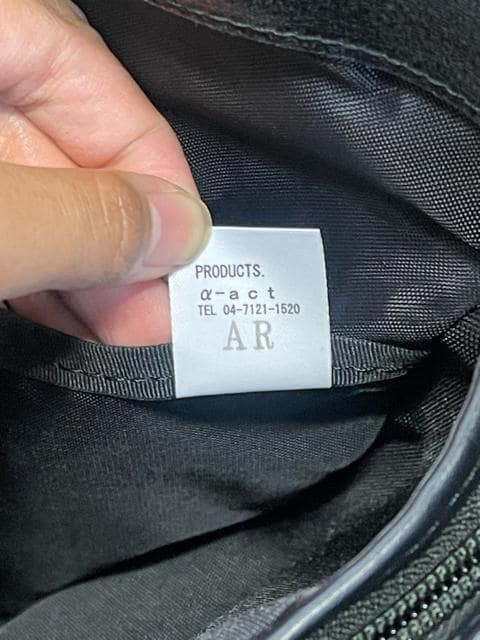 PRODUCTS.
α-act
TEL 04-7121-1520
AR